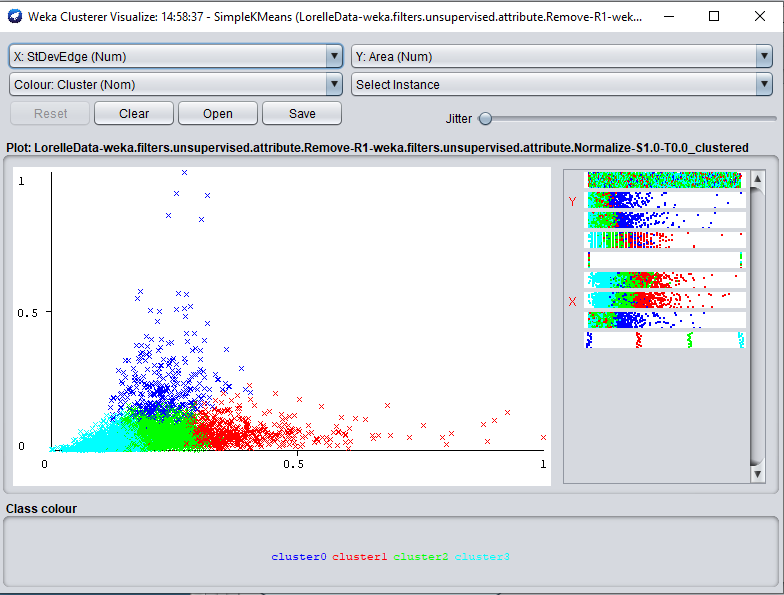 Weka Clusterer Visualize: 14:58:37 - SimpleKMeans (LorelleData-weka.filters.unsupervised.attribute.Remove-R1-wek...
X: StDevEdge (Num) Y: Area (Num)
Colour: Cluster (Nom) Select Instance
Reset Clear Open Save Jitter
Plot: LorelleData-weka.filters.unsupervised.attribute.Remove-R1-weka.filters.unsupervised.attribute.Normalize-S1.0-T0.0_clustered
1
Y
0.5
X
0
0 0.5 1
Class colour
cluster0 cluster1 cluster2 cluster3